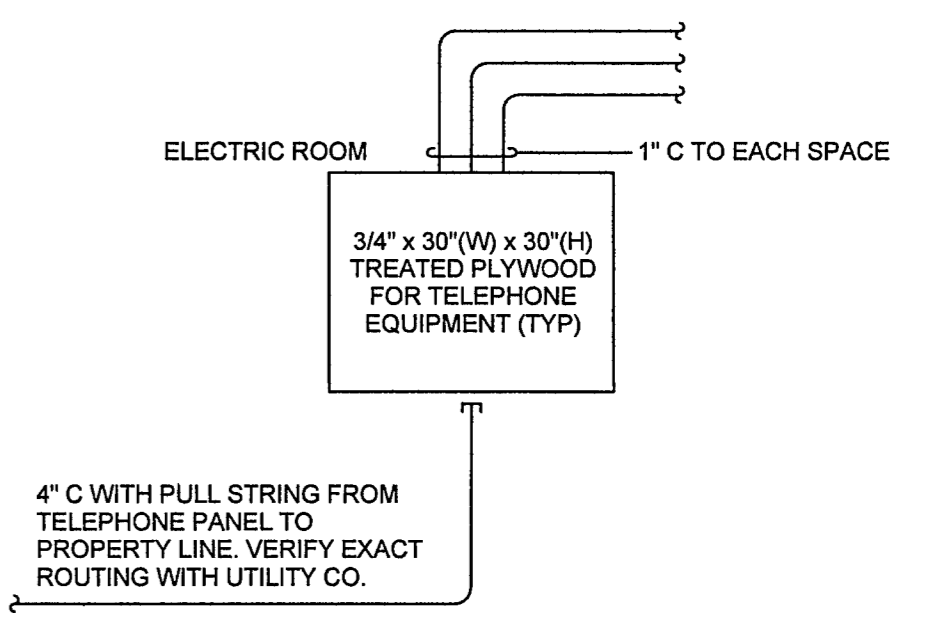 ELECTRIC ROOM
1" C TO EACH SPACE
3/4" x 30"(W) x 30"(H)
TREATED PLYWOOD
FOR TELEPHONE
EQUIPMENT (TYP)
4" C WITH PULL STRING FROM
TELEPHONE PANEL TO
PROPERTY LINE. VERIFY EXACT
ROUTING WITH UTILITY CO.